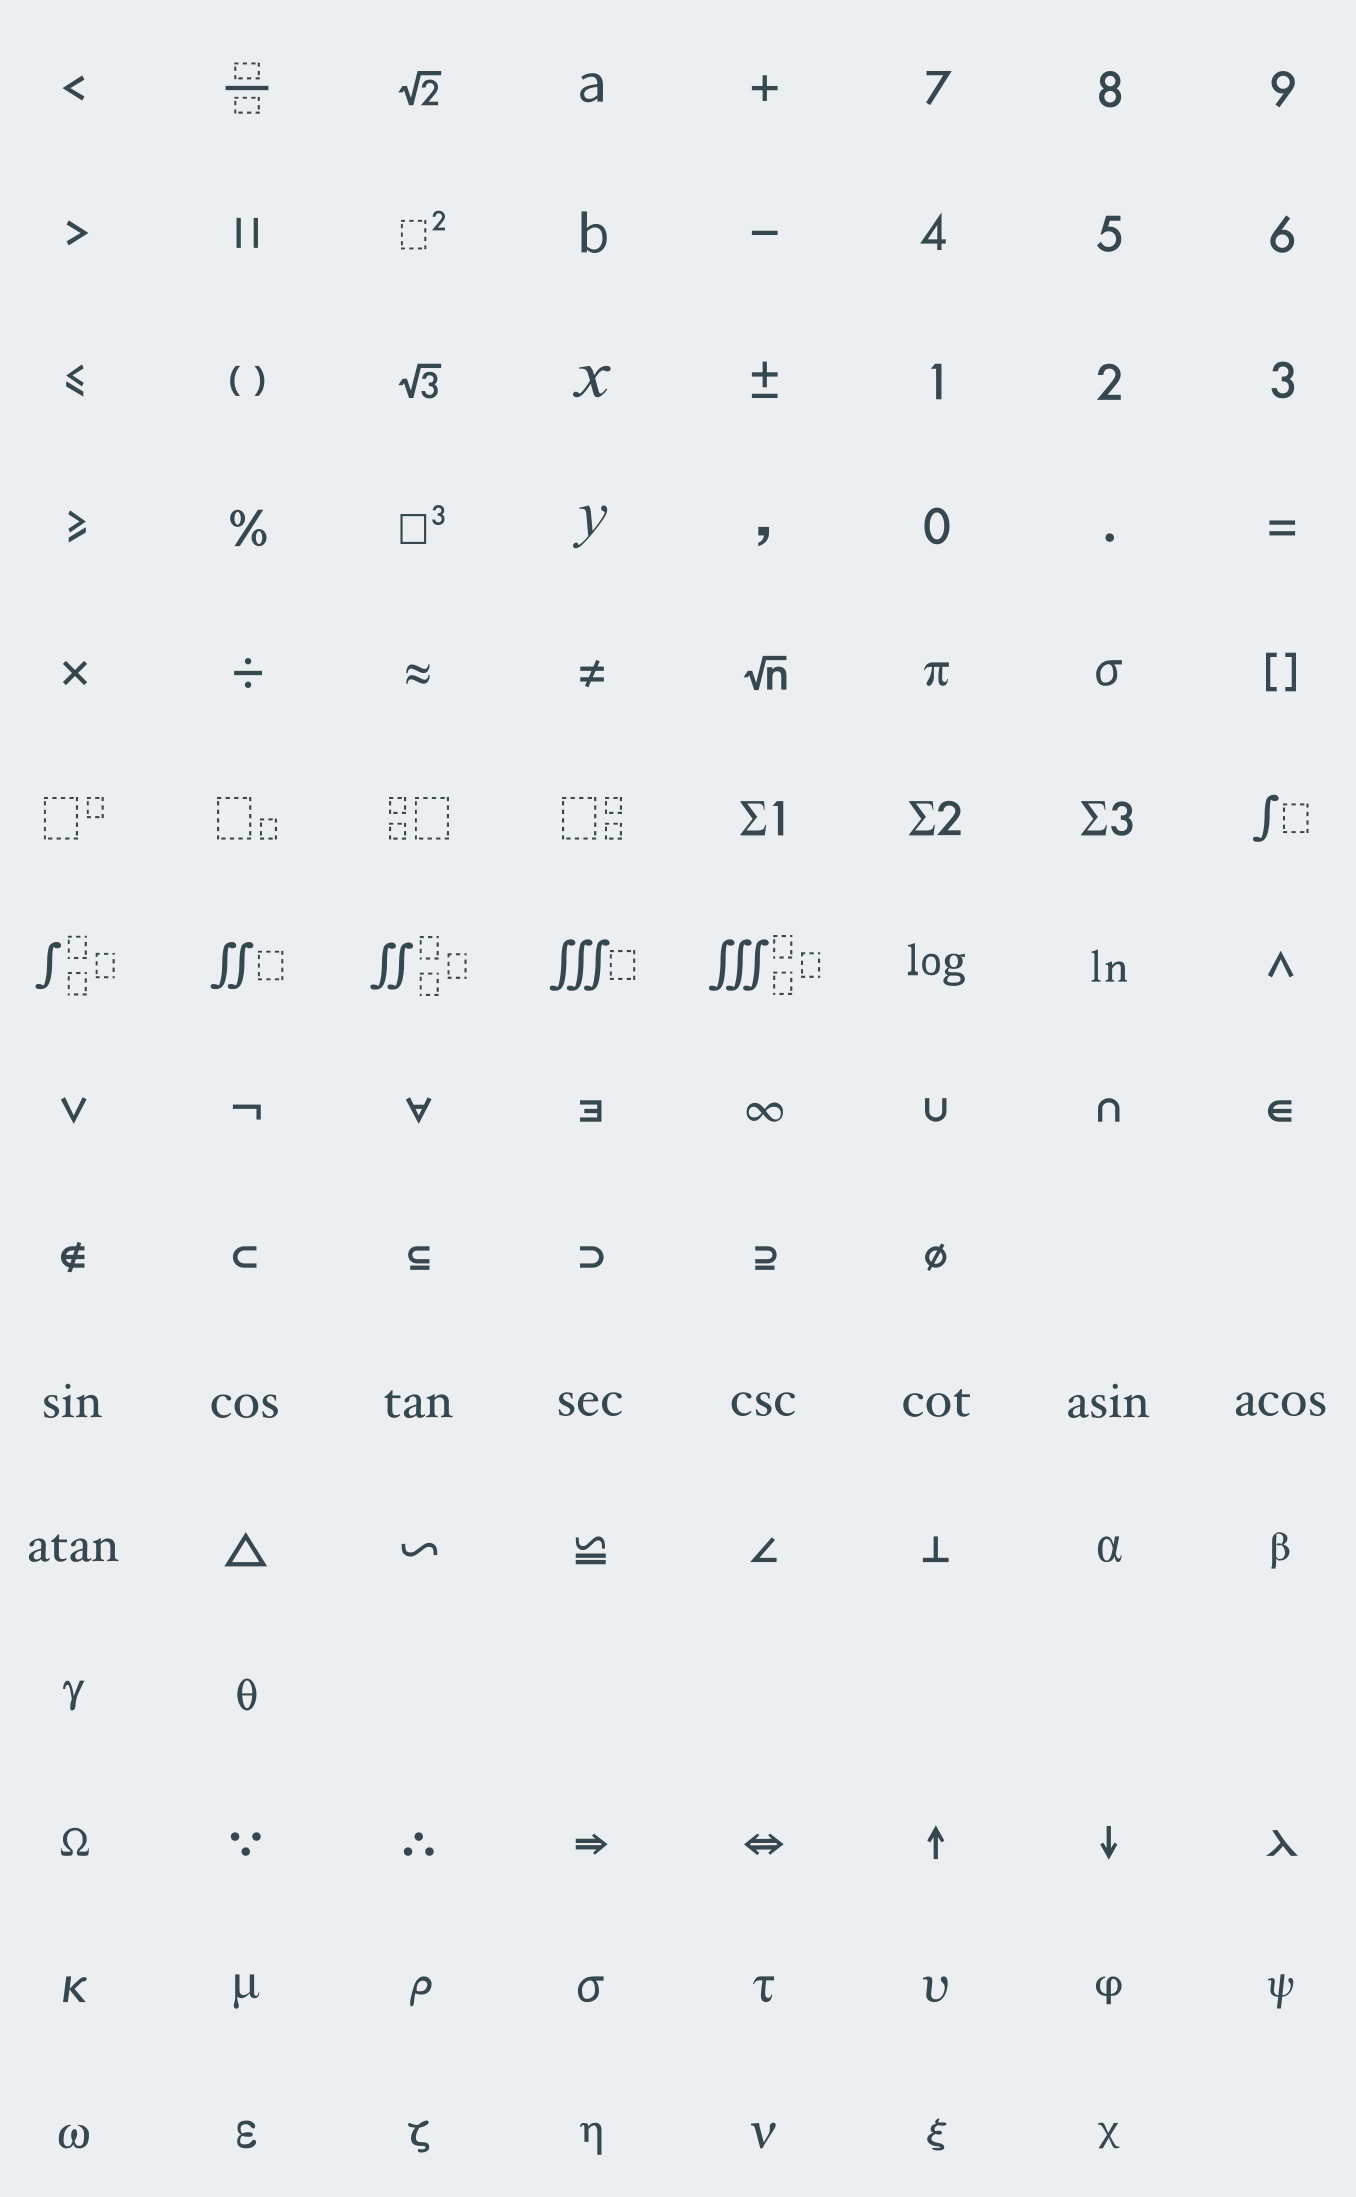 < ⬚/⬚ √2 a + 7 8 9
> || ⬚² b − 4 5 6
⩽ ( ) √3 x ± 1 2 3
⩾ % □³ y , 0 . =
× ÷ ≈ ≠ √n π σ [ ]
⬚⬚ ⬚⬚ ⬚⬚⬚ ⬚⬚⬚ Σ1 Σ2 Σ3 ∫⬚
∫⬚⬚⬚ ∬⬚ ∬⬚⬚⬚ ∭⬚ ∭⬚⬚⬚ log ln ∧
∨ ¬ ∀ ∃ ∞ ∪ ∩ ∈
∉ ⊂ ⊆ ⊃ ⊇ ∅
sin cos tan sec csc cot asin acos
atan △ ∽ ≌ ∠ ⊥ α β
γ θ
Ω ∵ ∴ ⇒ ⇔ ↑ ↓ λ
κ μ ρ σ τ υ φ ψ
ω ε ζ η ν ξ χ